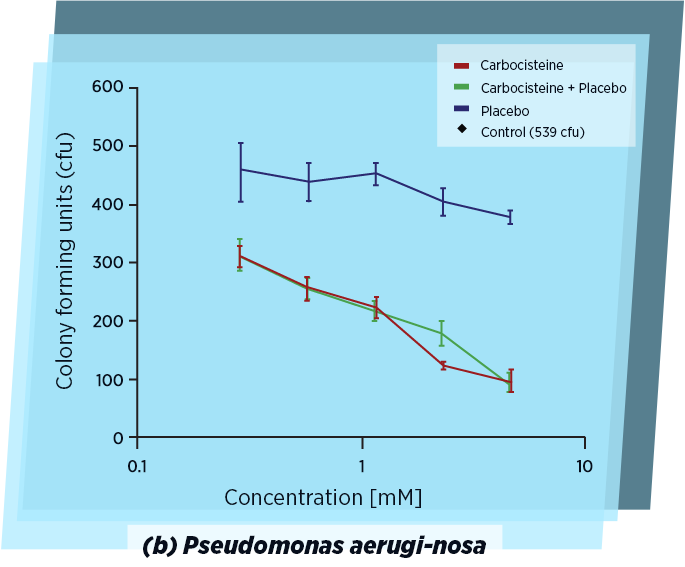 Carbocisteine
Carbocisteine + Placebo
Placebo
Control (539 cfu)
600
500
400
300
200
100
0
Colony forming units (cfu)
0.1
1
10
Concentration [mM]
(b) Pseudomonas aerugi-nosa